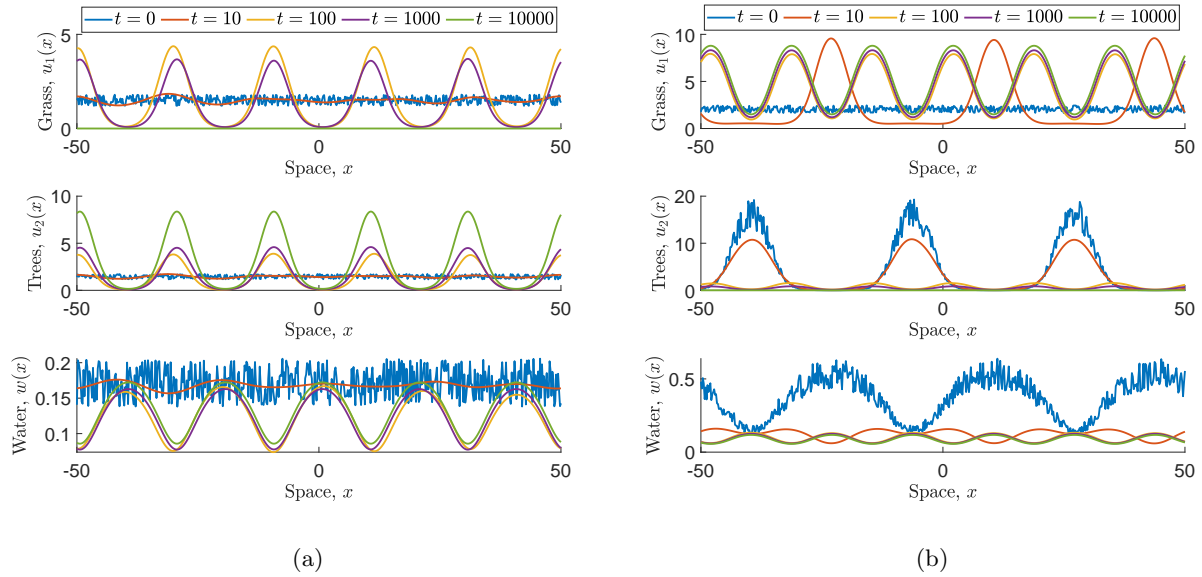 t = 0 t = 10 t = 100 t = 1000 t = 10000
5
0
Grass, u₁(x)
-50 0 50
Space, x
10
5
0
Trees, u₂(x)
-50 0 50
Space, x
0.2
0.15
0.1
Water, w(x)
-50 0 50
Space, x
(a)
t = 0 t = 10 t = 100 t = 1000 t = 10000
10
5
0
Grass, u₁(x)
-50 0 50
Space, x
20
10
0
Trees, u₂(x)
-50 0 50
Space, x
0.5
0
Water, w(x)
-50 0 50
Space, x
(b)